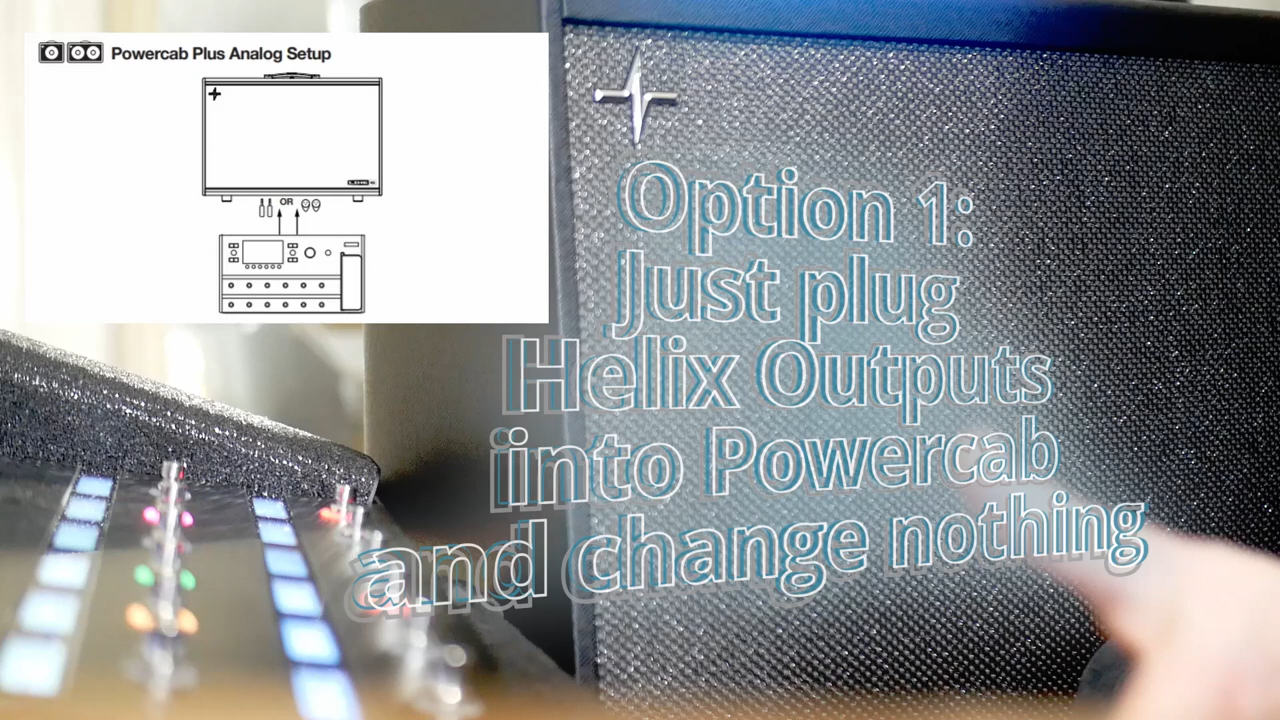 Powercab Plus Analog Setup
OR
Option 1:
Just plug
Helix Outputs
into Powercab
and change nothing